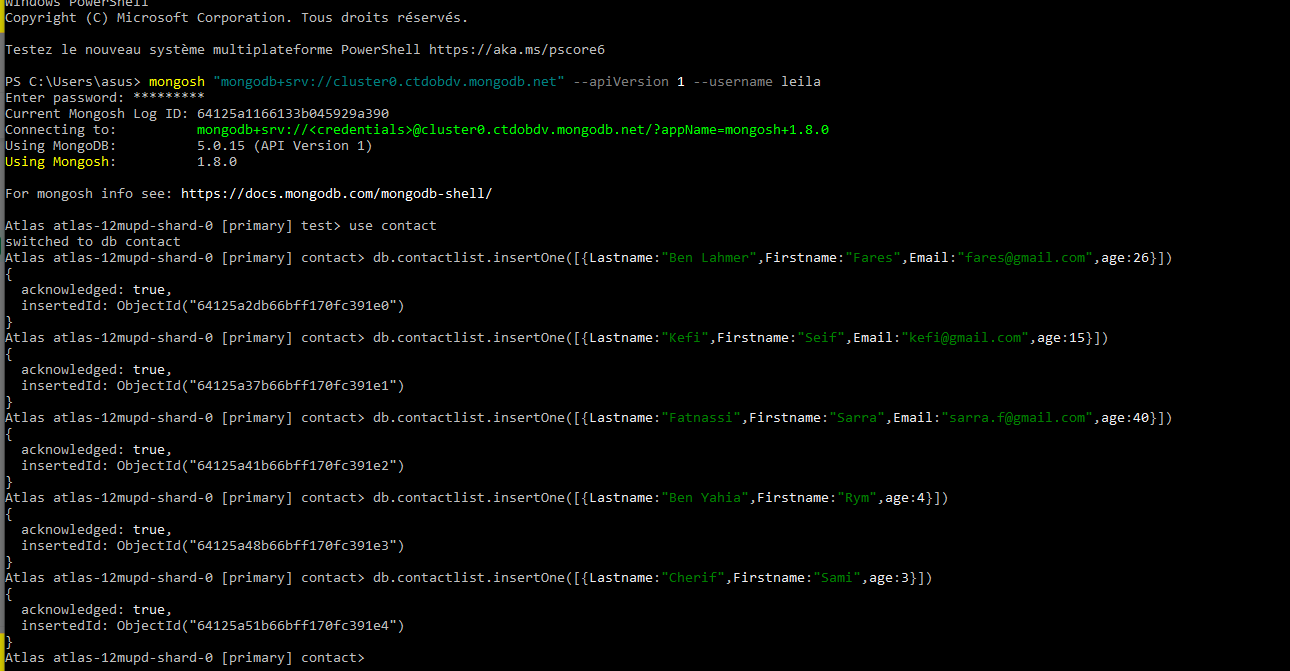 Windows PowerShell
Copyright (C) Microsoft Corporation. Tous droits réservés.
Testez le nouveau système multiplateforme PowerShell https://aka.ms/pscore6
PS C:\Users\asus> mongosh "mongodb+srv://cluster0.ctdobdv.mongodb.net" --apiVersion 1 --username leila
Enter password: *********
Current Mongosh Log ID: 64125a1166133b045929a390
Connecting to: mongodb+srv://<credentials>@cluster0.ctdobdv.mongodb.net/?appName=mongosh+1.8.0
Using MongoDB: 5.0.15 (API Version 1)
Using Mongosh: 1.8.0
For mongosh info see: https://docs.mongodb.com/mongodb-shell/
Atlas atlas-12mupd-shard-0 [primary] test> use contact
switched to db contact
Atlas atlas-12mupd-shard-0 [primary] contact> db.contactlist.insertOne([{Lastname:"Ben Lahmer",Firstname:"Fares",Email:"fares@gmail.com",age:26}])
{
acknowledged: true,
insertedId: ObjectId("64125a2db66bff170fc391e0")
}
Atlas atlas-12mupd-shard-0 [primary] contact> db.contactlist.insertOne([{Lastname:"Kefi",Firstname:"Seif",Email:"kefi@gmail.com",age:15}])
{
acknowledged: true,
insertedId: ObjectId("64125a37b66bff170fc391e1")
}
Atlas atlas-12mupd-shard-0 [primary] contact> db.contactlist.insertOne([{Lastname:"Fatnassi",Firstname:"Sarra",Email:"sarra.f@gmail.com",age:40}])
{
acknowledged: true,
insertedId: ObjectId("64125a41b66bff170fc391e2")
}
Atlas atlas-12mupd-shard-0 [primary] contact> db.contactlist.insertOne([{Lastname:"Ben Yahia",Firstname:"Rym",age:4}])
{
acknowledged: true,
insertedId: ObjectId("64125a48b66bff170fc391e3")
}
Atlas atlas-12mupd-shard-0 [primary] contact> db.contactlist.insertOne([{Lastname:"Cherif",Firstname:"Sami",age:3}])
{
acknowledged: true,
insertedId: ObjectId("64125a51b66bff170fc391e4")
}
Atlas atlas-12mupd-shard-0 [primary] contact>